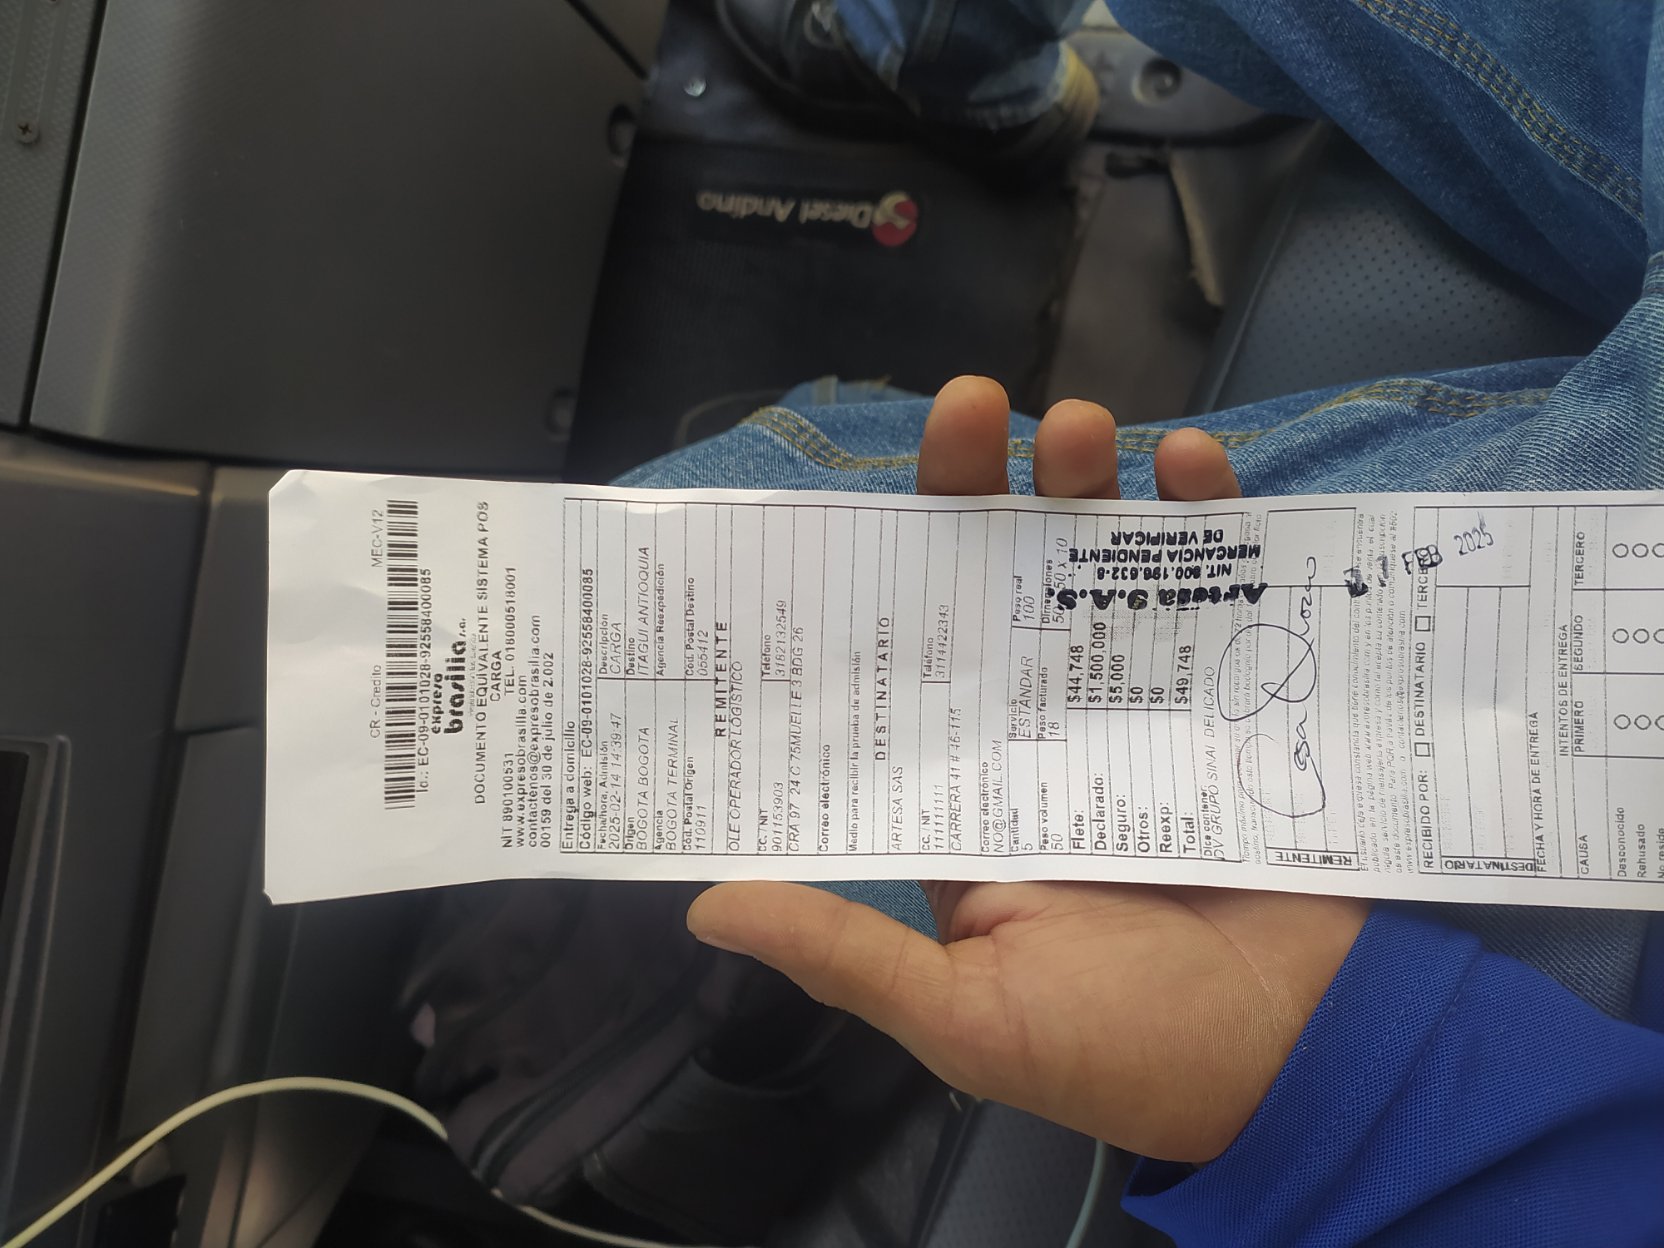 CR - Credito MEC-V12
Id.: EC-09-0101028-92558400085
expreso
brasilia s.a.
DOCUMENTO EQUIVALENTE SISTEMA POS
CARGA
NIT 890100531 TEL. 018000518001
www.expresobrasilia.com
contactenos@expresobrasilia.com
00159 del 30 de julio de 2.002
Entrega a domicilio
Código web: EC-09-0101028-92558400085
Fecha/hora, Admisión Descripcion
2025-02-14 14:39:47 CARGA
Origen Destino
BOGOTA BOGOTA ITAGUI ANTIOQUIA
Agencia Agencia Reexpedición
BOGOTA TERMINAL
Cód. Postal Origen Cód. Postal Destino
110911 055412
REMITENTE
OLE OPERADOR LOGISTICO
CC. / NIT Teléfono
901153903 3182132549
CRA 97 24 C 75MUELLE 3 BDG 26
Correo electrónico
Medio para recibir la prueba de admisión
DESTINATARIO
ARTESA SAS
CC. / NIT Teléfono
111111111 3114422343
CARRERA 41 # 46-115
Correo electrónico
NO@GMAIL.COM
Cantidad Servicio Peso real
5 ESTANDAR 100
Peso volumen Peso facturado Dimensiones
50 18 50 x 50 x 10
Flete: $44,748
Declarado: $1,500,000
Seguro: $5,000
Otros: $0
Reexp: $0
Total: $49,748
Artesa S.A.S.
NIT. 800.196.632-8
MERCANCIA PENDIENTE
DE VERIFICAR
Dice contener:
DV GRUPO SINAI DELICADO
REMITENTE
2025
RECIBIDO POR: DESTINATARIO TERCERO
DESTINATARIO
FECHA Y HORA DE ENTREGA
INTENTOS DE ENTREGA
CAUSA PRIMERO SEGUNDO TERCERO
Desconocido
Rehusado
No reside
Diesel Andino